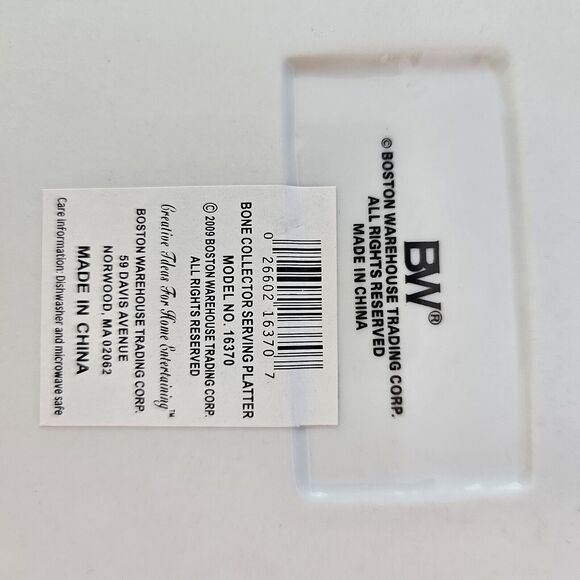 BW®
© BOSTON WAREHOUSE TRADING CORP.
ALL RIGHTS RESERVED
MADE IN CHINA
0 26602 16370 7
BONE COLLECTOR SERVING PLATTER
MODEL NO. 16370
© 2009 BOSTON WAREHOUSE TRADING CORP.
ALL RIGHTS RESERVED
Creative Ideas For Home Entertaining™
BOSTON WAREHOUSE TRADING CORP.
59 DAVIS AVENUE
NORWOOD, MA 02062
MADE IN CHINA
Care information: Dishwasher and microwave safe